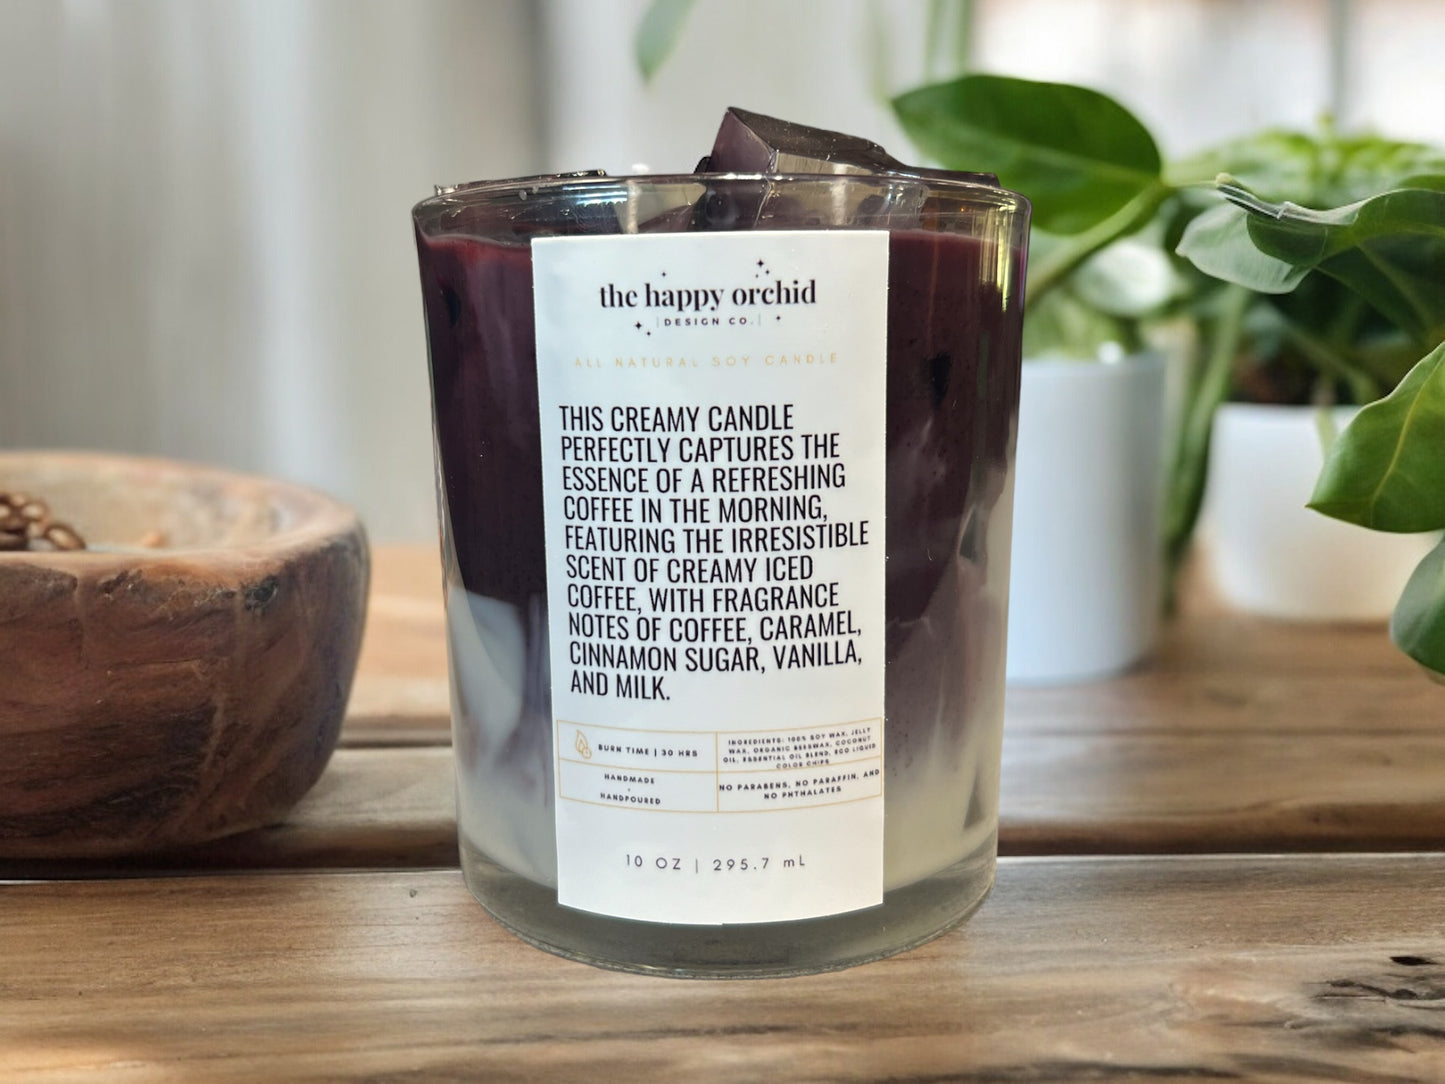 the happy orchid
|DESIGN CO.|
ALL NATURAL SOY CANDLE
THIS CREAMY CANDLE
PERFECTLY CAPTURES THE
ESSENCE OF A REFRESHING
COFFEE IN THE MORNING,
FEATURING THE IRRESISTIBLE
SCENT OF CREAMY ICED
COFFEE, WITH FRAGRANCE
NOTES OF COFFEE, CARAMEL,
CINNAMON SUGAR, VANILLA,
AND MILK.
BURN TIME | 30 HRS
HANDMADE
-
HANDPOURED
INGREDIENTS: 100% SOY WAX, JELLY
WAX, ORGANIC BEESWAX, COCONUT
OIL, ESSENTIAL OIL BLEND, ECO LIQUID
COLOR CHIPS
NO PARABENS, NO PARAFFIN, AND
NO PHTHALATES
10 OZ | 295.7 mL